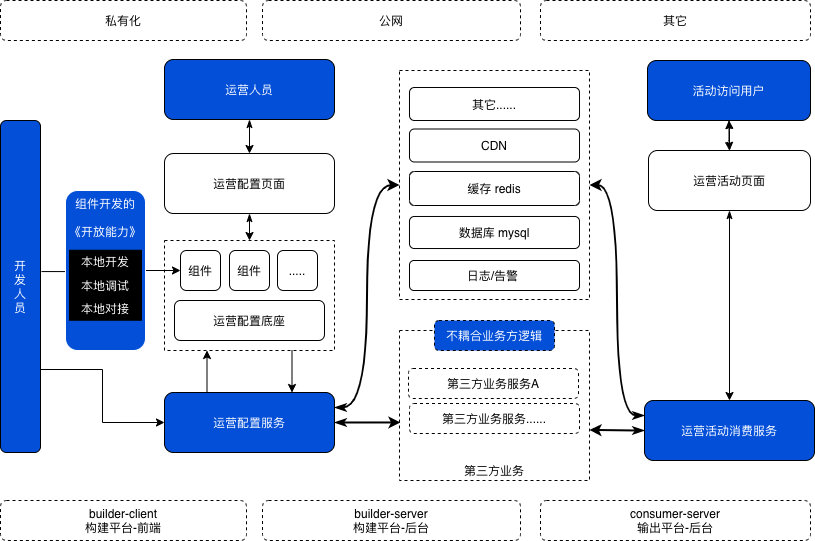 私有化
公网
其它
运营人员
活动访问用户
其它......
CDN
缓存 redis
数据库 mysql
日志/告警
运营配置页面
运营活动页面
开发人员
组件开发的
《开放能力》
本地开发
本地调试
本地对接
组件
组件
.....
运营配置底座
不耦合业务方逻辑
第三方业务服务A
第三方业务服务......
第三方业务
运营配置服务
运营活动消费服务
builder-client
构建平台-前端
builder-server
构建平台-后台
consumer-server
输出平台-后台